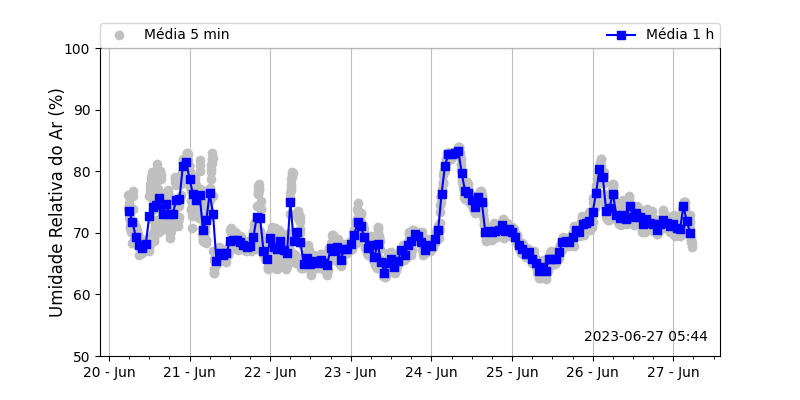 Média 5 min
Média 1 h
Umidade Relativa do Ar (%)
100
90
80
70
60
50
2023-06-27 05:44
20 - Jun
21 - Jun
22 - Jun
23 - Jun
24 - Jun
25 - Jun
26 - Jun
27 - Jun